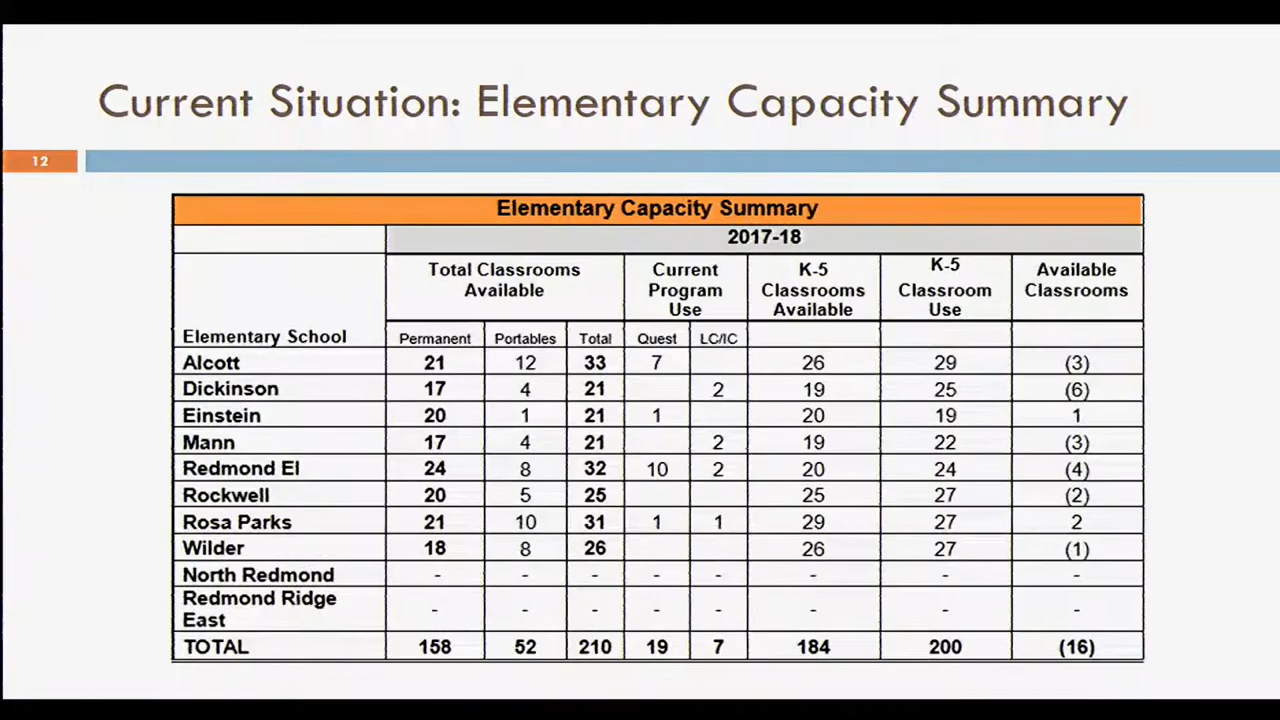 Current Situation: Elementary Capacity Summary
12
Elementary Capacity Summary
2017-18
Elementary School
Total Classrooms
Available
Current
Program
Use
K-5
Classrooms
Available
K-5
Classroom
Use
Available
Classrooms
Permanent Portables Total Quest LC/IC
Alcott 21 12 33 7 26 29 (3)
Dickinson 17 4 21 2 19 25 (6)
Einstein 20 1 21 1 20 19 1
Mann 17 4 21 2 19 22 (3)
Redmond El 24 8 32 10 2 20 24 (4)
Rockwell 20 5 25 25 27 (2)
Rosa Parks 21 10 31 1 1 29 27 2
Wilder 18 8 26 26 27 (1)
North Redmond - - - - - - - -
Redmond Ridge
East - - - - - - - -
TOTAL 158 52 210 19 7 184 200 (16)